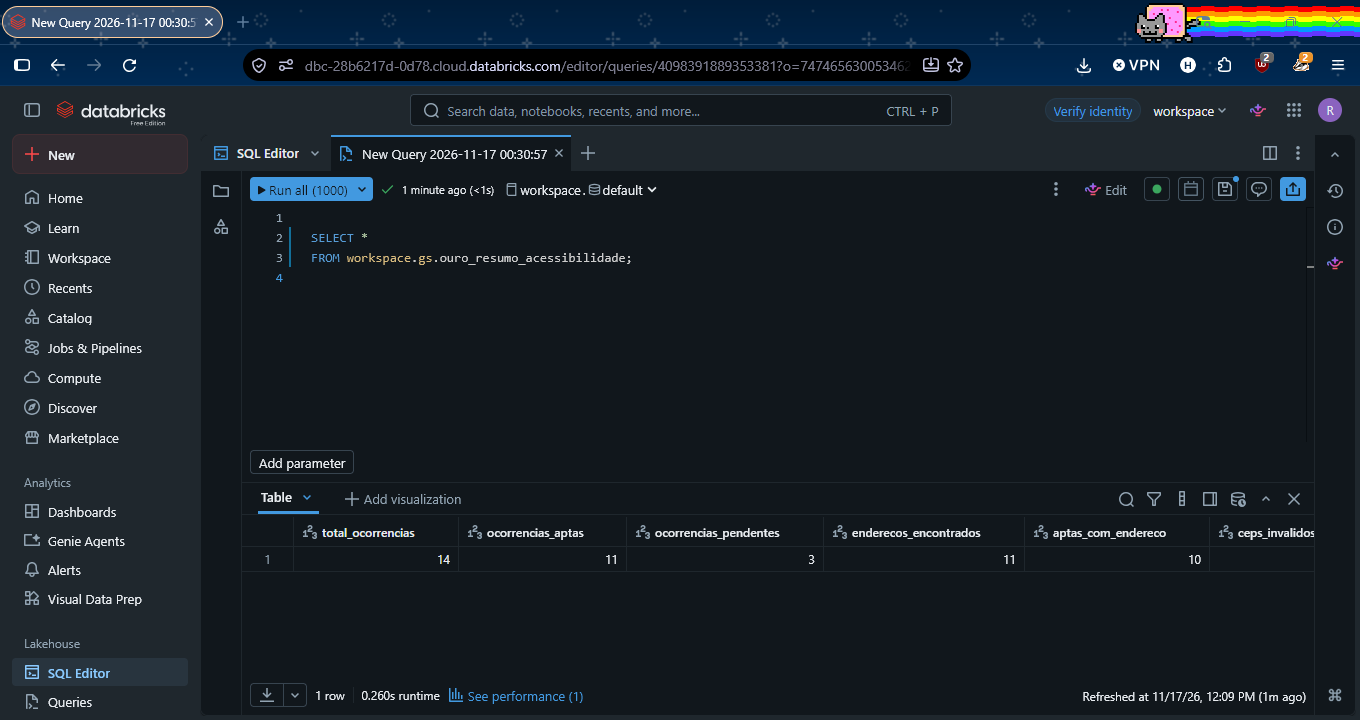 New Query 2026-11-17 00:30:5
dbc-28b6217d-0d78.cloud.databricks.com/editor/queries/4098391889353381?o=747465630053462
VPN
H
2
2
databricks
Free Edition
Search data, notebooks, recents, and more...
CTRL + P
Verify identity
workspace
R
New
Home
Learn
Workspace
Recents
Catalog
Jobs & Pipelines
Compute
Discover
Marketplace
Analytics
Dashboards
Genie Agents
Alerts
Visual Data Prep
Lakehouse
SQL Editor
Queries
SQL Editor
New Query 2026-11-17 00:30:57
Run all (1000)
1 minute ago (<1s)
workspace.
default
Edit
1
2 SELECT *
3 FROM workspace.gs.ouro_resumo_acessibilidade;
4
Add parameter
Table
Add visualization
total_ocorrencias ocorrencias_aptas ocorrencias_pendentes enderecos_encontrados aptas_com_endereco ceps_invalidos
1 14 11 3 11 10
1 row
0.260s runtime
See performance (1)
Refreshed at 11/17/26, 12:09 PM (1m ago)